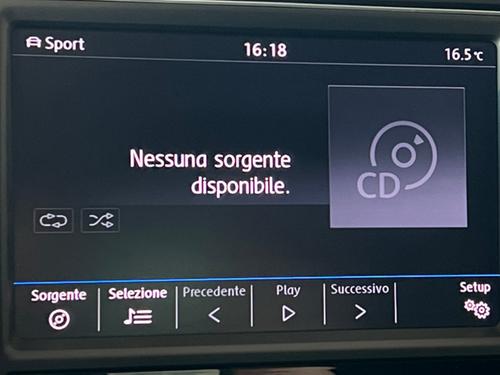 Sport
16:18
16.5°C
Nessuna sorgente
disponibile.
CD
Sorgente
Selezione
Precedente
Play
Successivo
Setup